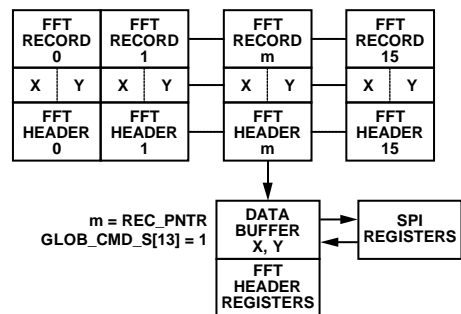 FFT RECORD 0
FFT RECORD 1
FFT RECORD m
FFT RECORD 15
X Y X Y X Y X Y
FFT HEADER 0
FFT HEADER 1
FFT HEADER m
FFT HEADER 15
m = REC_PNTR
GLOB_CMD_S[13] = 1
DATA
BUFFER
X, Y
SPI
REGISTERS
FFT
HEADER
REGISTERS